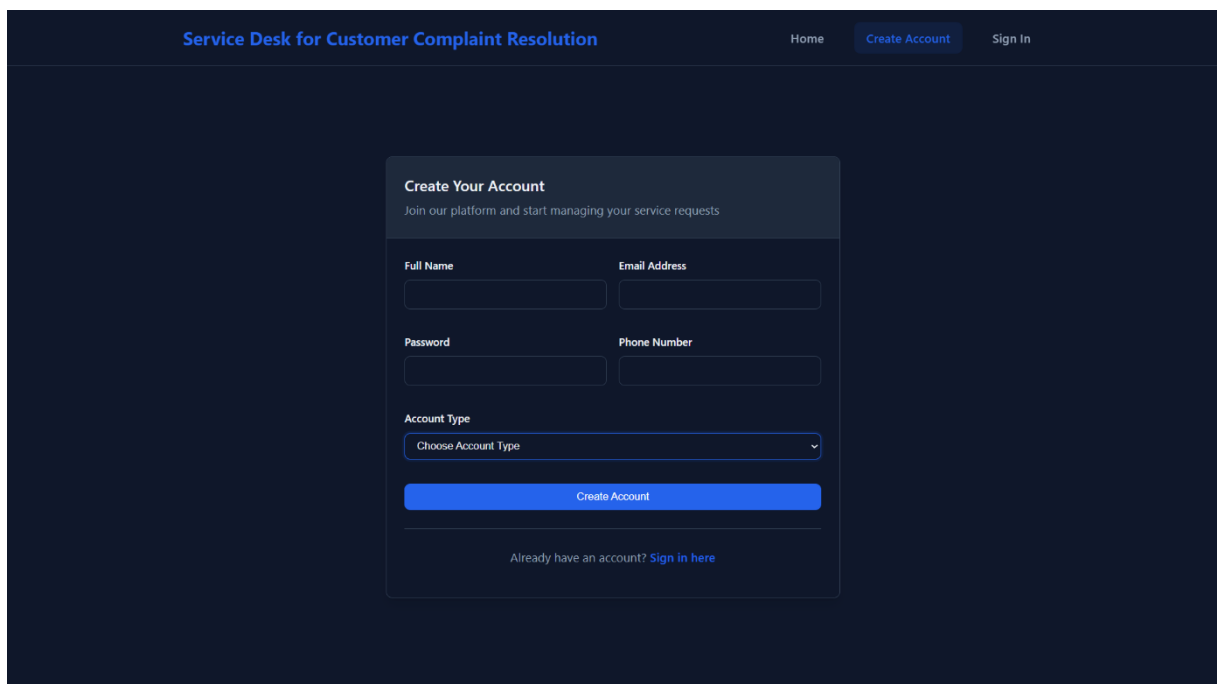 Service Desk for Customer Complaint Resolution
Home
Create Account
Sign In
Create Your Account
Join our platform and start managing your service requests
Full Name
Email Address
Password
Phone Number
Account Type
Choose Account Type
Create Account
Already have an account? Sign in here